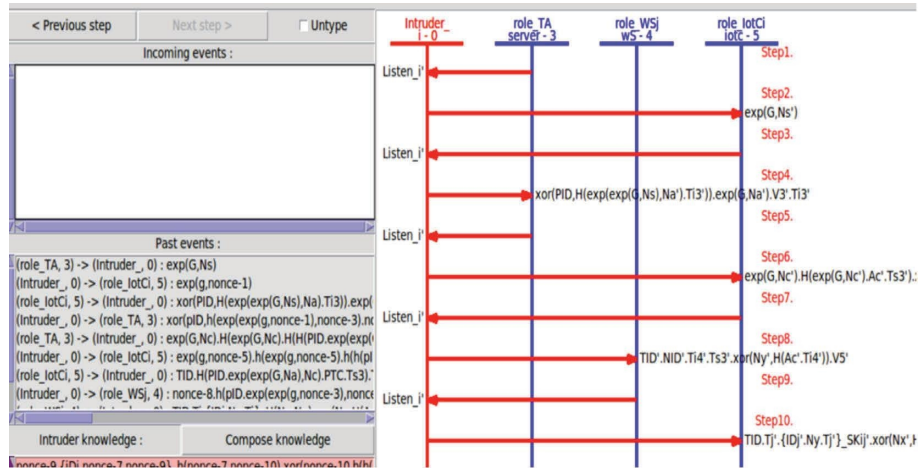 < Previous step
Next step >
Untype
Incoming events :
Past events :
(role_TA, 3) -> (Intruder_, 0) : exp(G,Ns)
(Intruder_, 0) -> (role_IotCi, 5) : exp(g,nonce-1)
(role_IotCi, 5) -> (Intruder_, 0) : xor(PID,H(exp(exp(G,Ns),Na).Ti3)).exp(
(Intruder_, 0) -> (role_TA, 3) : xor(pID,h(exp(exp(g,nonce-1),nonce-3).nc
(role_TA, 3) -> (Intruder_, 0) : exp(G,Nc).H(exp(G,Nc).H(H(PID.exp(exp(
(Intruder_, 0) -> (role_IotCi, 5) : exp(g,nonce-5).h(exp(g,nonce-5).h(h(pI
(role_IotCi, 5) -> (Intruder_, 0) : TID.H(PID.exp(exp(G,Na),Nc).PTC.Ts3).
(Intruder_, 0) -> (role_WSj, 4) : nonce-8.h(pID.exp(exp(g,nonce-3),nonce
Intruder knowledge :
Compose knowledge
Intruder_
i - 0
role_TA
server - 3
role_WSj
wS - 4
role_IotCi
iotc - 5
Step1.
Listen_i'
Step2.
exp(G,Ns')
Step3.
Listen_i'
Step4.
xor(PID,H(exp(exp(G,Ns),Na').Ti3')).exp(G,Na').V3'.Ti3'
Step5.
Listen_i'
Step6.
exp(G,Nc').H(exp(G,Nc').Ac'.Ts3').
Step7.
Listen_i'
Step8.
TID'.NID'.Ti4'.Ts3'.xor(Ny',H(Ac'.Ti4')).V5'
Step9.
Listen_i'
Step10.
TID.Tj'.{IDj'.Ny.Tj'}_SKij'.xor(Nx',H